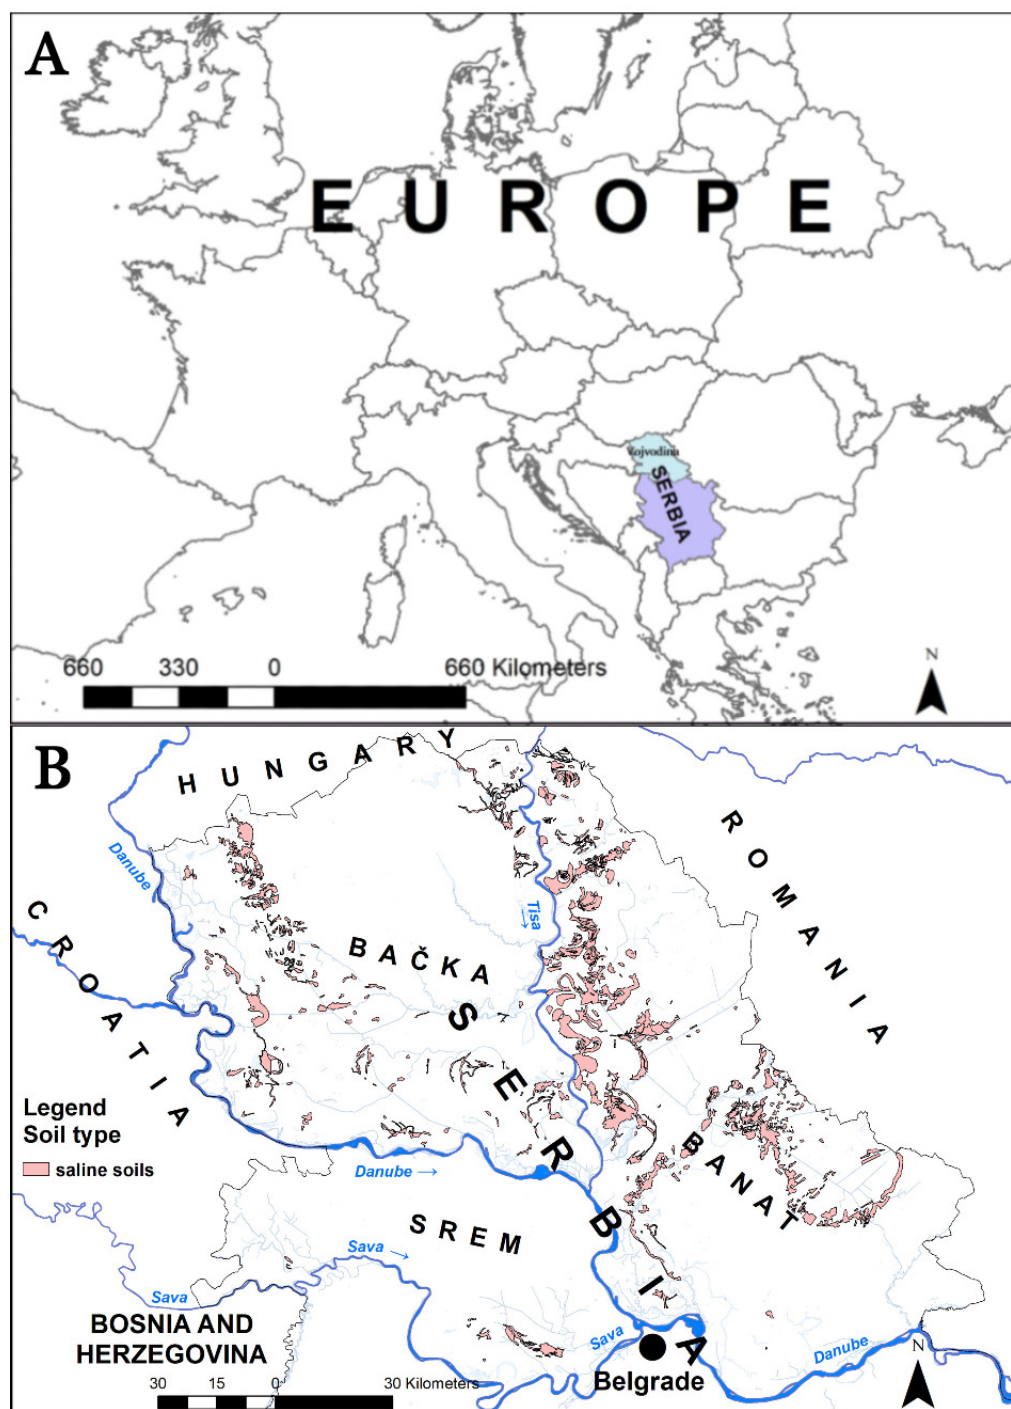 A
EUROPE
Vojvodina
SERBIA
N
660 330 0 660 Kilometers
B
HUNGARY
ROMANIA
Danube
CROATIA
Tisa
→
BAČKA
SERBIA
Legend
Soil type
saline soils
BANAT
Danube →
SREM
Sava →
Sava
BOSNIA AND
HERZEGOVINA
Sava
Danube
N
Belgrade
30 15 0 30 Kilometers